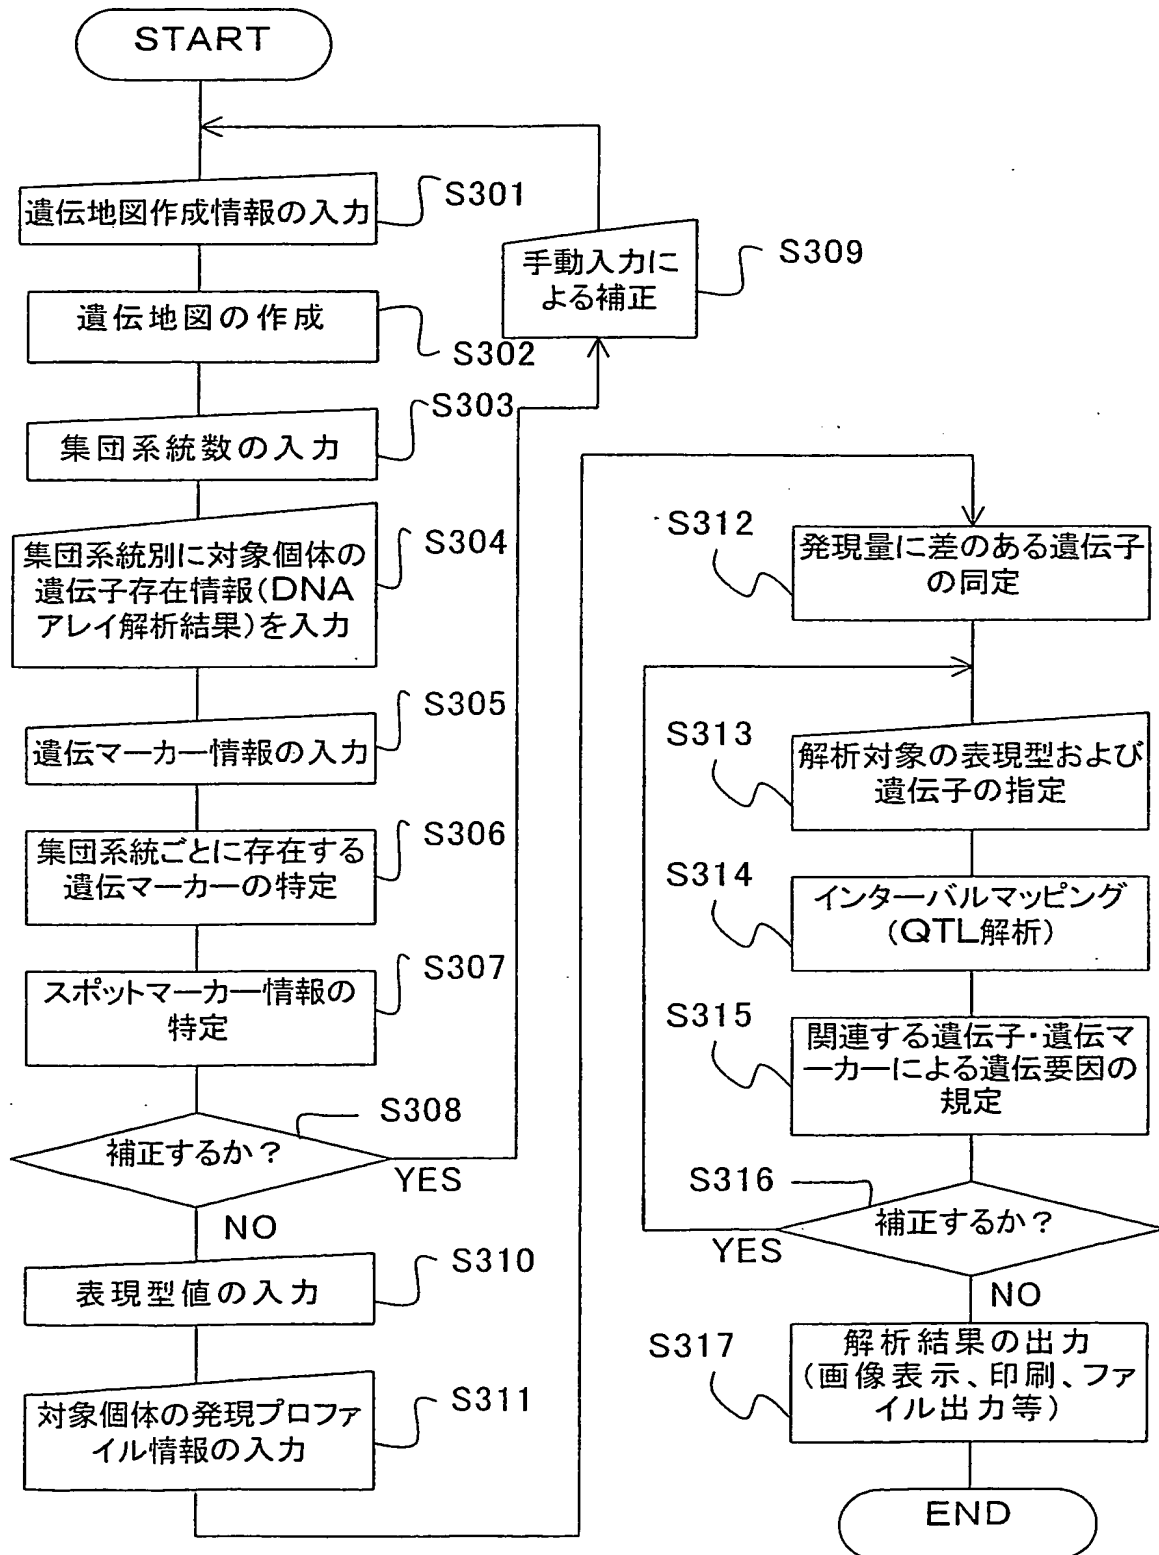 START
遺伝地図作成情報の入力
S301
遺伝地図の作成
S302
集団系統数の入力
S303
集団系統別に対象個体の
遺伝子存在情報(DNA
アレイ解析結果)を入力
S304
遺伝マーカー情報の入力
S305
集団系統ごとに存在する
遺伝マーカーの特定
S306
スポットマーカー情報の
特定
S307
補正するか?
S308
YES
NO
手動入力に
よる補正
S309
表現型値の入力
S310
対象個体の発現プロファ
イル情報の入力
S311
S312
発現量に差のある遺伝子
の同定
S313
解析対象の表現型および
遺伝子の指定
S314
インターバルマッピング
(QTL解析)
S315
関連する遺伝子・遺伝マ
ーカーによる遺伝要因の
規定
S316
補正するか?
YES
NO
S317
解析結果の出力
(画像表示、印刷、ファ
イル出力等)
END